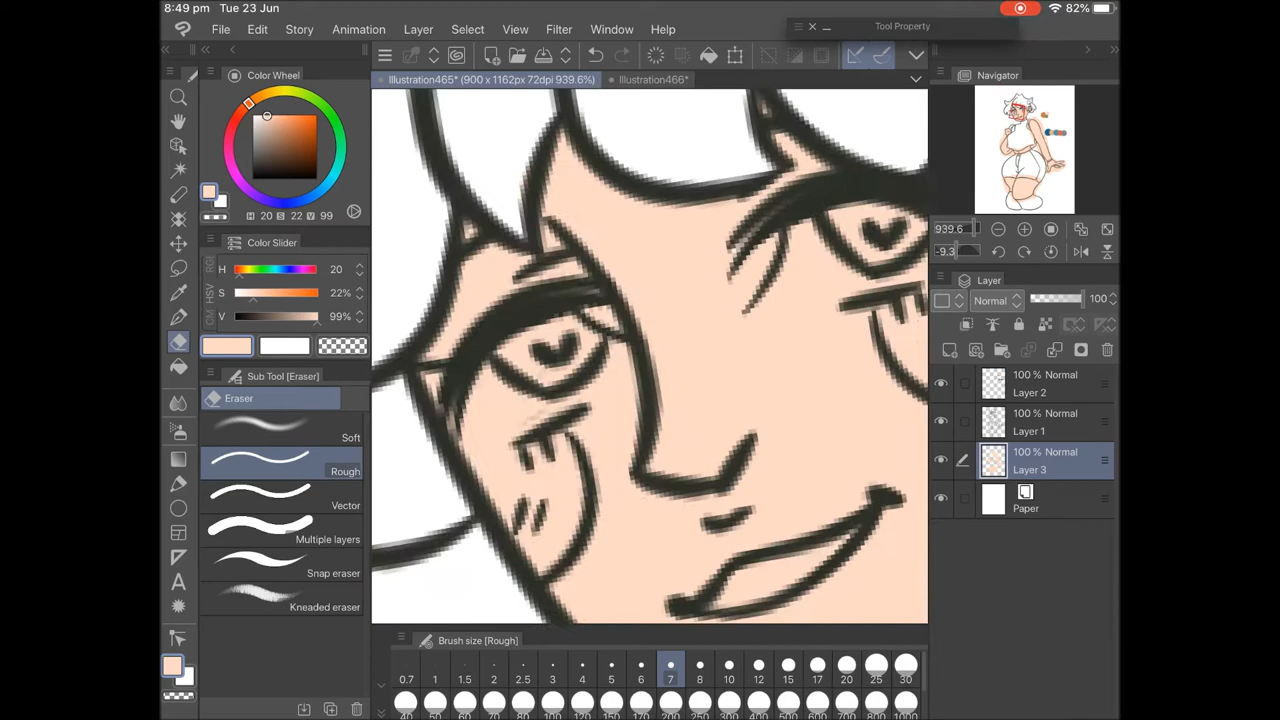 8:49 pm Tue 23 Jun
82%
Tool Property
File Edit Story Animation Layer Select View Filter Window Help
Illustration465* (900 x 1162px 72dpi 939.6%)
Illustration466*
Color Wheel
H 20 S 22 V 99
Color Slider
RGB
HSV
H 20
S 22%
V 99%
Sub Tool [Eraser]
Eraser
Soft
Rough
Vector
Multiple layers
Snap eraser
Kneaded eraser
Brush size [Rough]
0.7 1 1.5 2 2.5 3 4 5 6 7 8 10 12 15 17 20 25 30
40 50 60 70 80 100 120 150 170 200 250 300 400 500 600 700 800 1000
Navigator
939.6
-9.3
Layer
Normal 100
100 % Normal
Layer 2
100 % Normal
Layer 1
100 % Normal
Layer 3
Paper